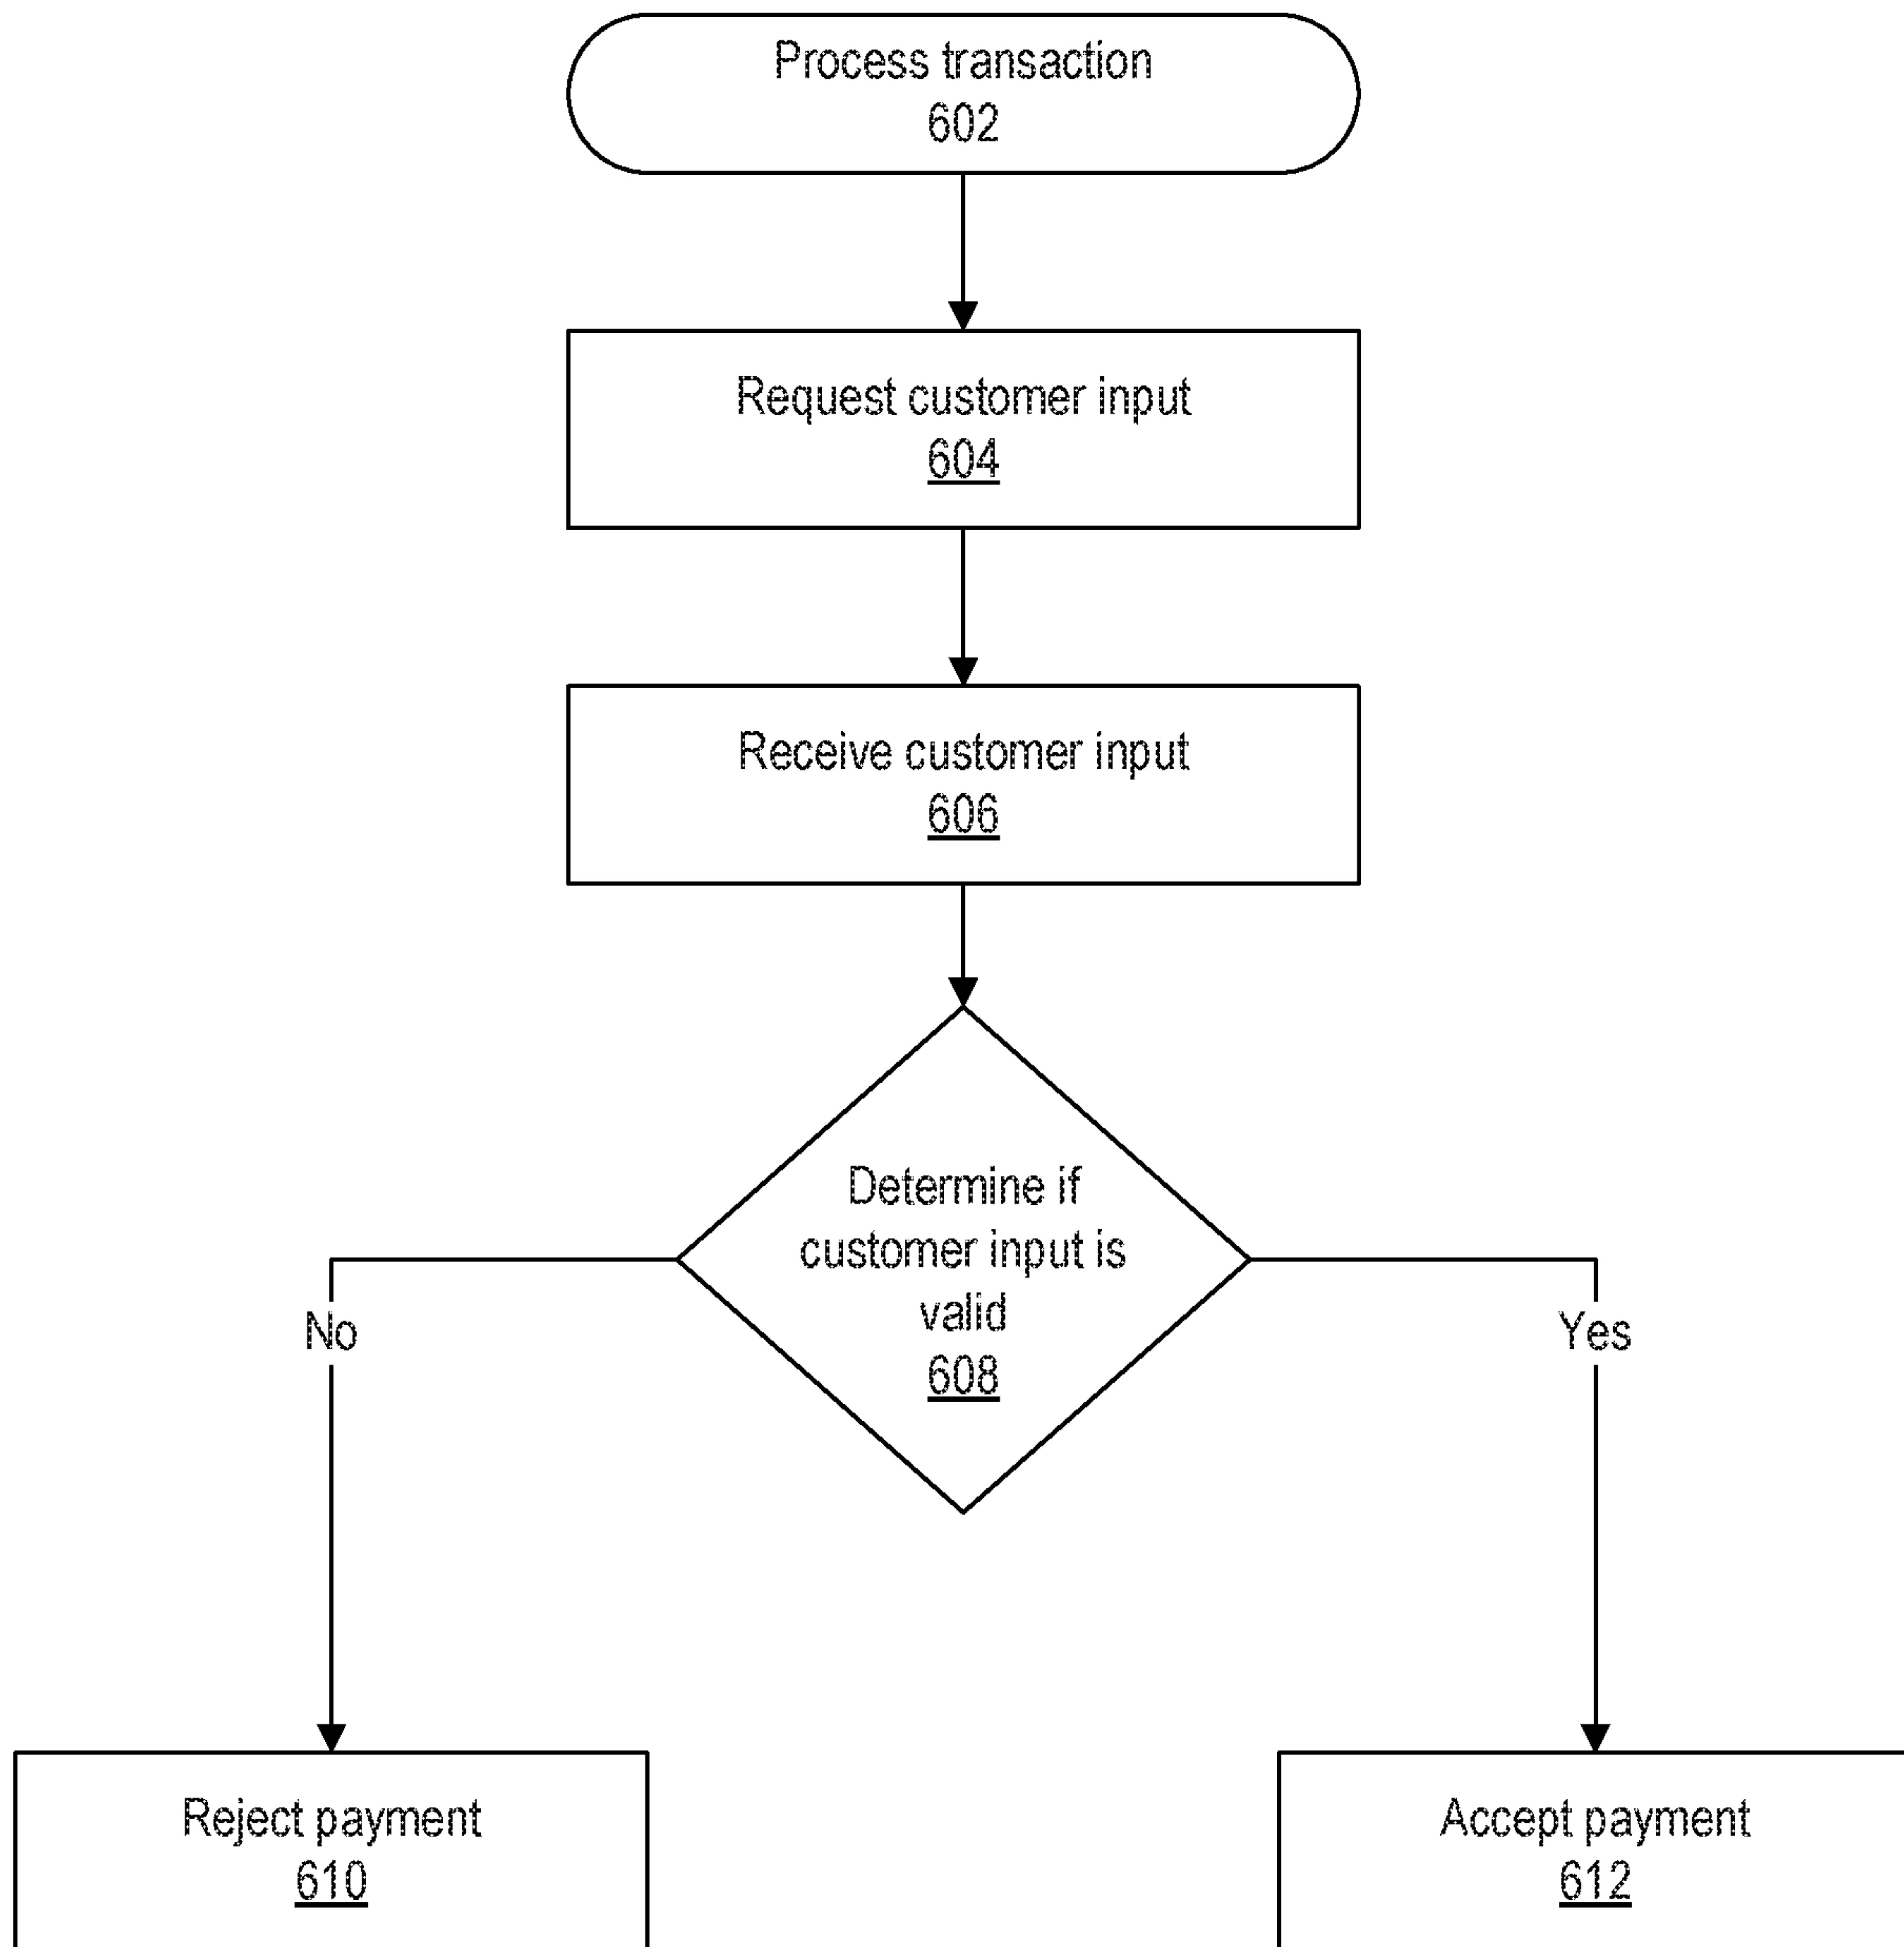 Process transaction
602
Request customer input
604
Receive customer input
606
Determine if
customer input is
valid
608
No
Yes
Reject payment
610
Accept payment
612